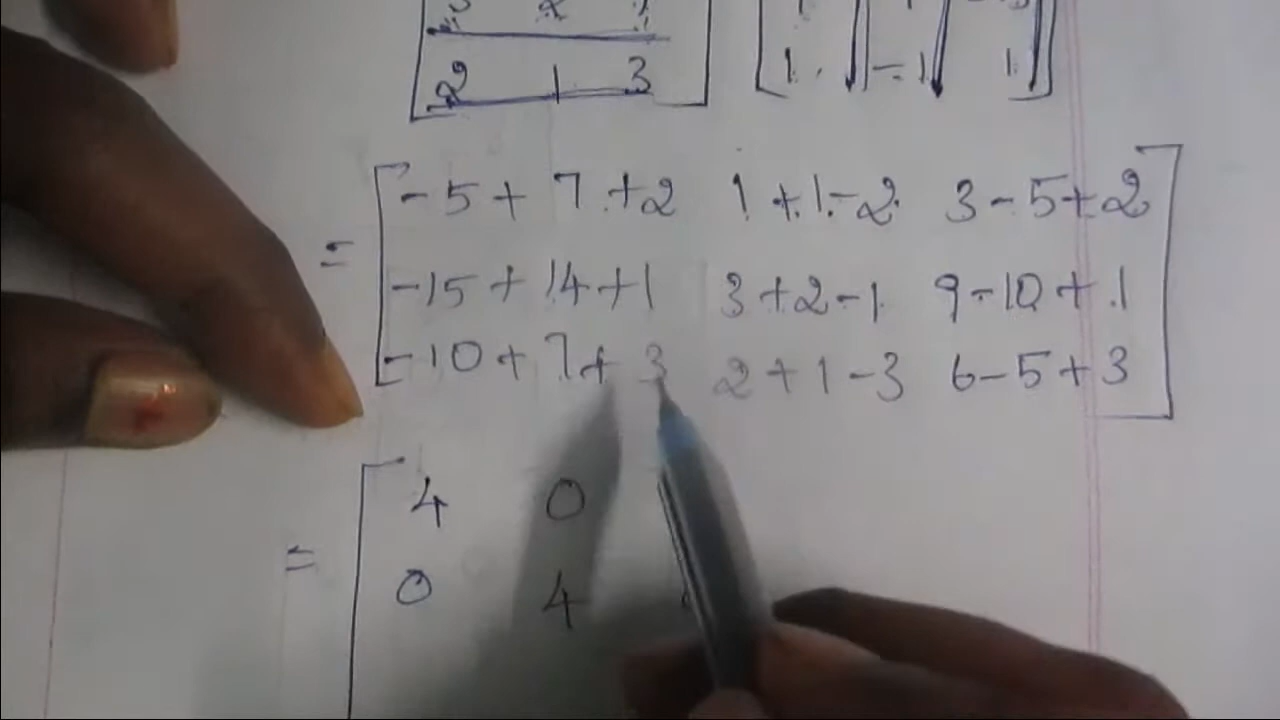 2 1 3 1 -1 1
= -5+7+2 1+1-2 3-5+2
-15+14+1 3+2-1 9-10+1
-10+7+3 2+1-3 6-5+3
= 4 0
0 4